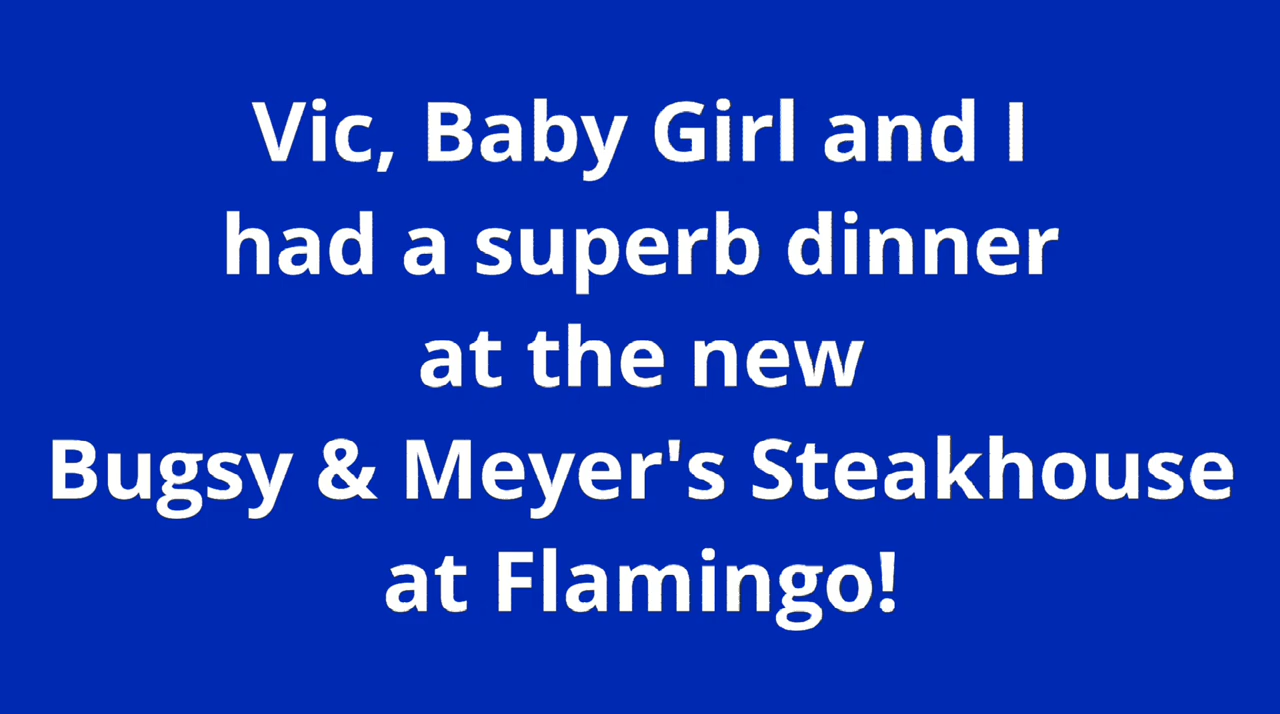 Vic, Baby Girl and I
had a superb dinner
at the new
Bugsy & Meyer's Steakhouse
at Flamingo!